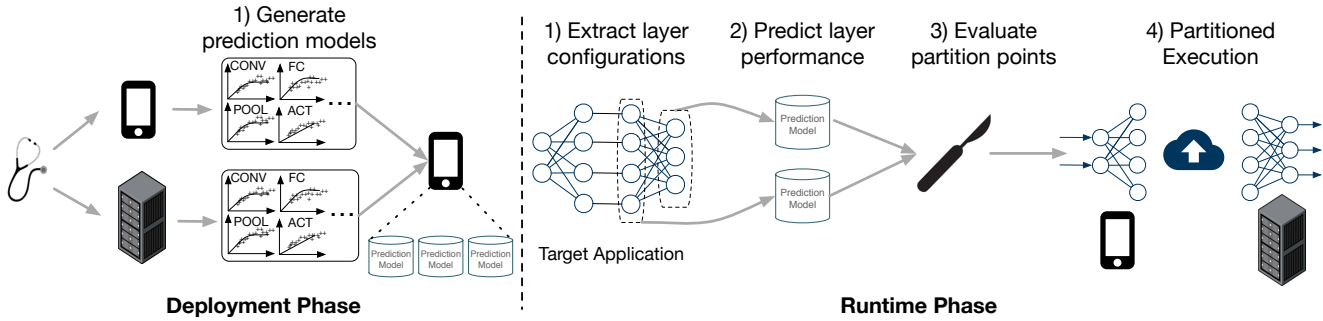 1) Generate
prediction models
CONV FC
POOL ACT
...
CONV FC
POOL ACT
...
Prediction
Model
Prediction
Model
Prediction
Model
Deployment Phase
1) Extract layer
configurations
2) Predict layer
performance
3) Evaluate
partition points
4) Partitioned
Execution
Prediction
Model
Prediction
Model
Target Application
Runtime Phase